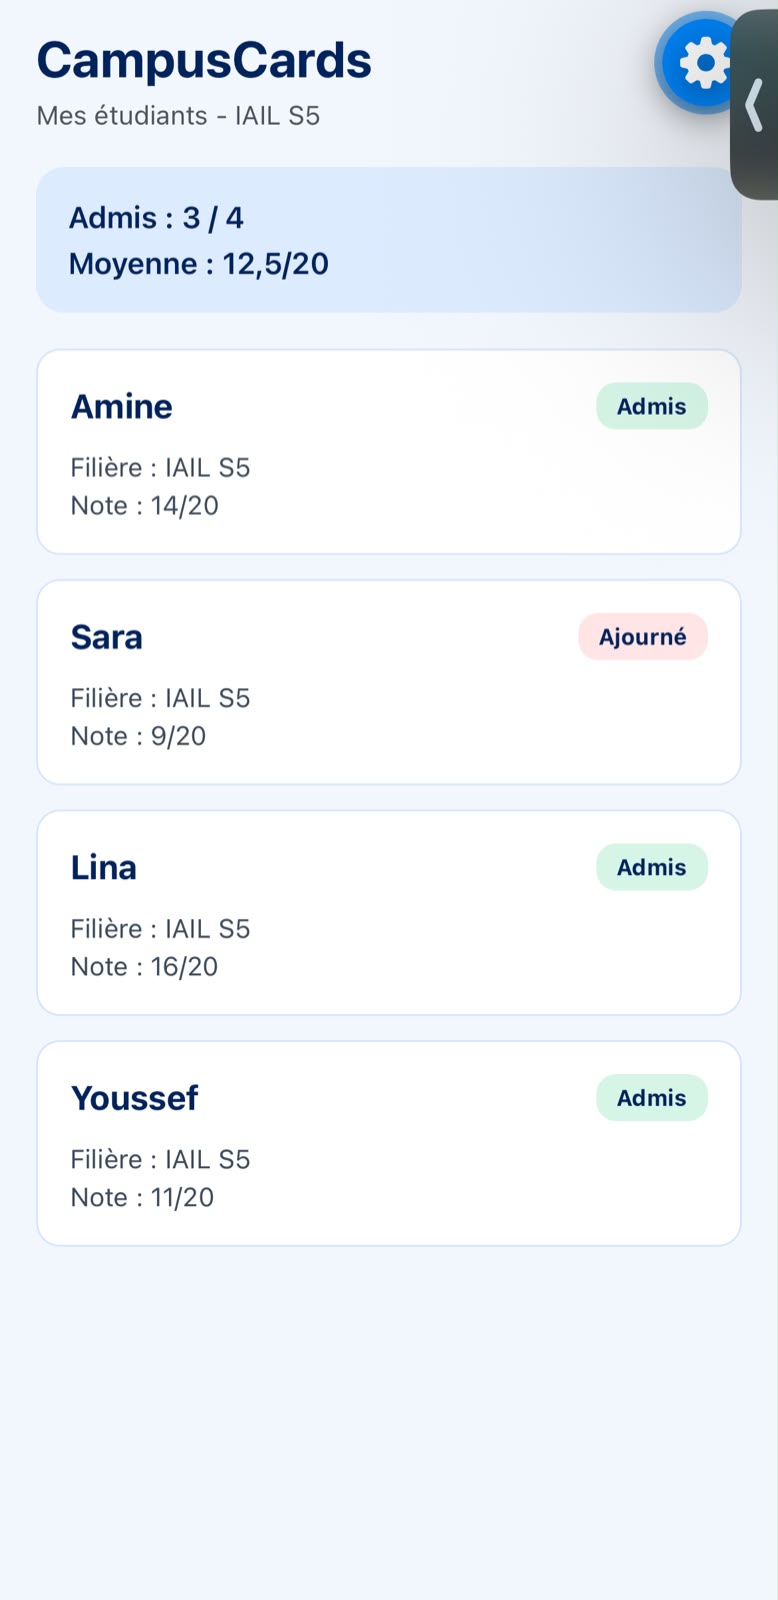 CampusCards
Mes étudiants - IAIL S5
Admis : 3 / 4
Moyenne : 12,5/20
Amine
Admis
Filière : IAIL S5
Note : 14/20
Sara
Ajourné
Filière : IAIL S5
Note : 9/20
Lina
Admis
Filière : IAIL S5
Note : 16/20
Youssef
Admis
Filière : IAIL S5
Note : 11/20